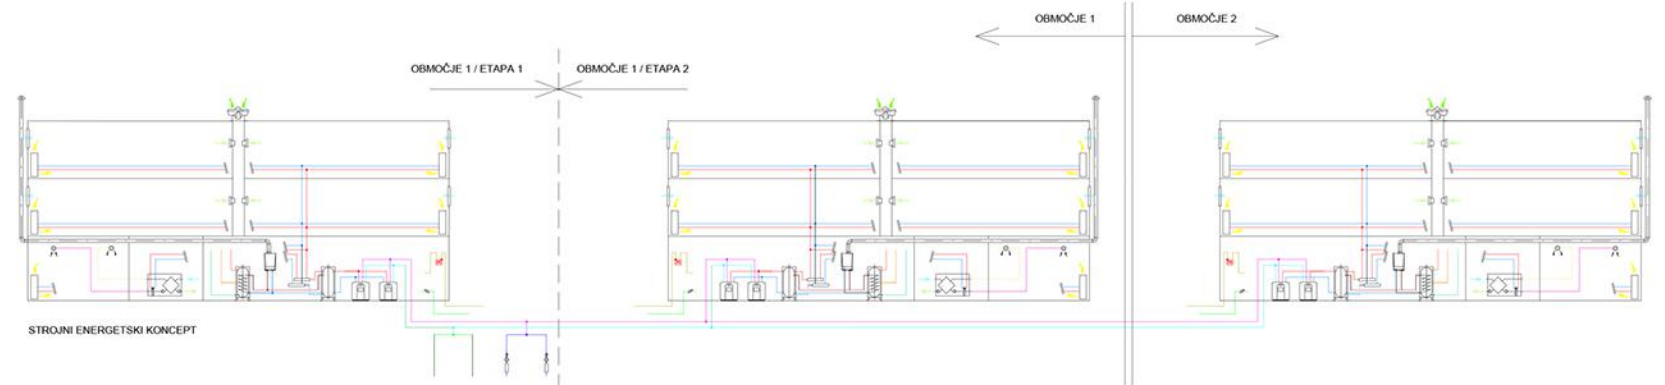 OBMOČJE 1
OBMOČJE 2
OBMOČJE 1 / ETAPA 1
OBMOČJE 1 / ETAPA 2
STROJNI ENERGETSKI KONCEPT